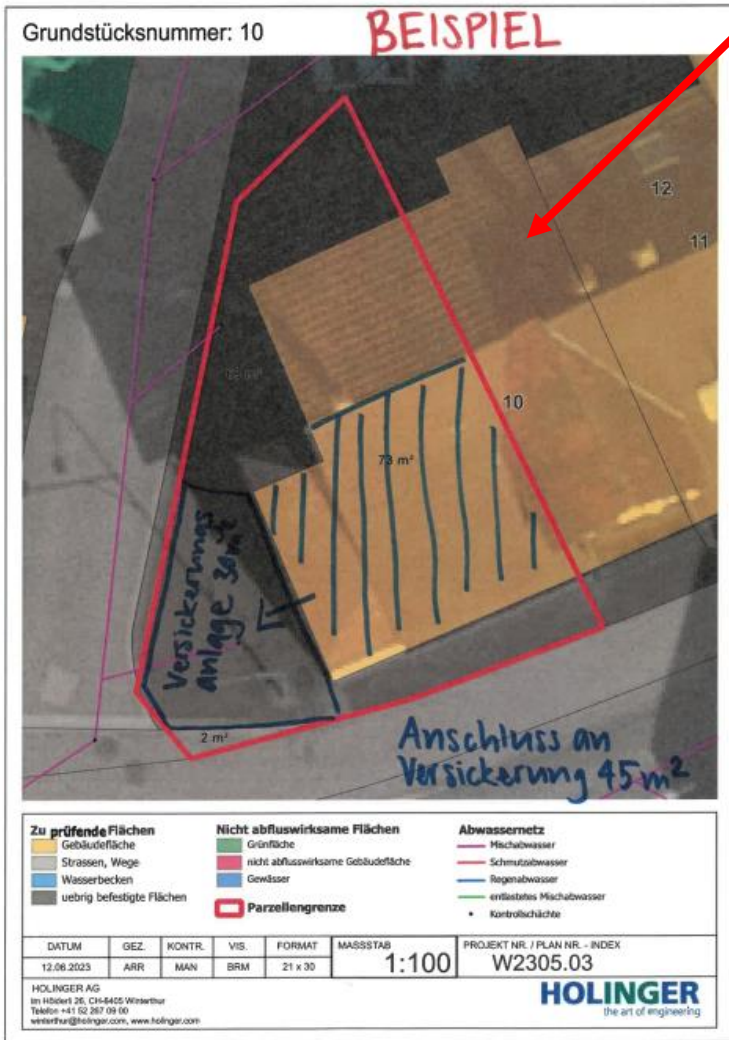 Grundstücksnummer: 10
BEISPIEL
12
11
10
73 m²
Versickerungs
anlage 30m²
2 m²
Anschluss an
Versickerung 45m²
Zu prüfende Flächen
Gebäudefläche
Strassen, Wege
Wasserbecken
uebrig befestigte Flächen
Nicht abflusswirksame Flächen
Grünfläche
nicht abflusswirksame Gebäudefläche
Gewässer
Parzellengrenze
Abwassernetz
Mischabwasser
Schmutzabwasser
Regenabwasser
entlastetes Mischabwasser
Kontrollschächte
DATUM GEZ. KONTR. VIS. FORMAT MASSSTAB PROJEKT NR. / PLAN NR. - INDEX
12.06.2023 ARR MAN BRM 21 x 30 1:100 W2305.03
HOLINGER AG
Im Hölderli 26, CH-8405 Winterthur
Telefon +41 52 267 09 00
winterthur@holinger.com, www.holinger.com
HOLINGER
the art of engineering